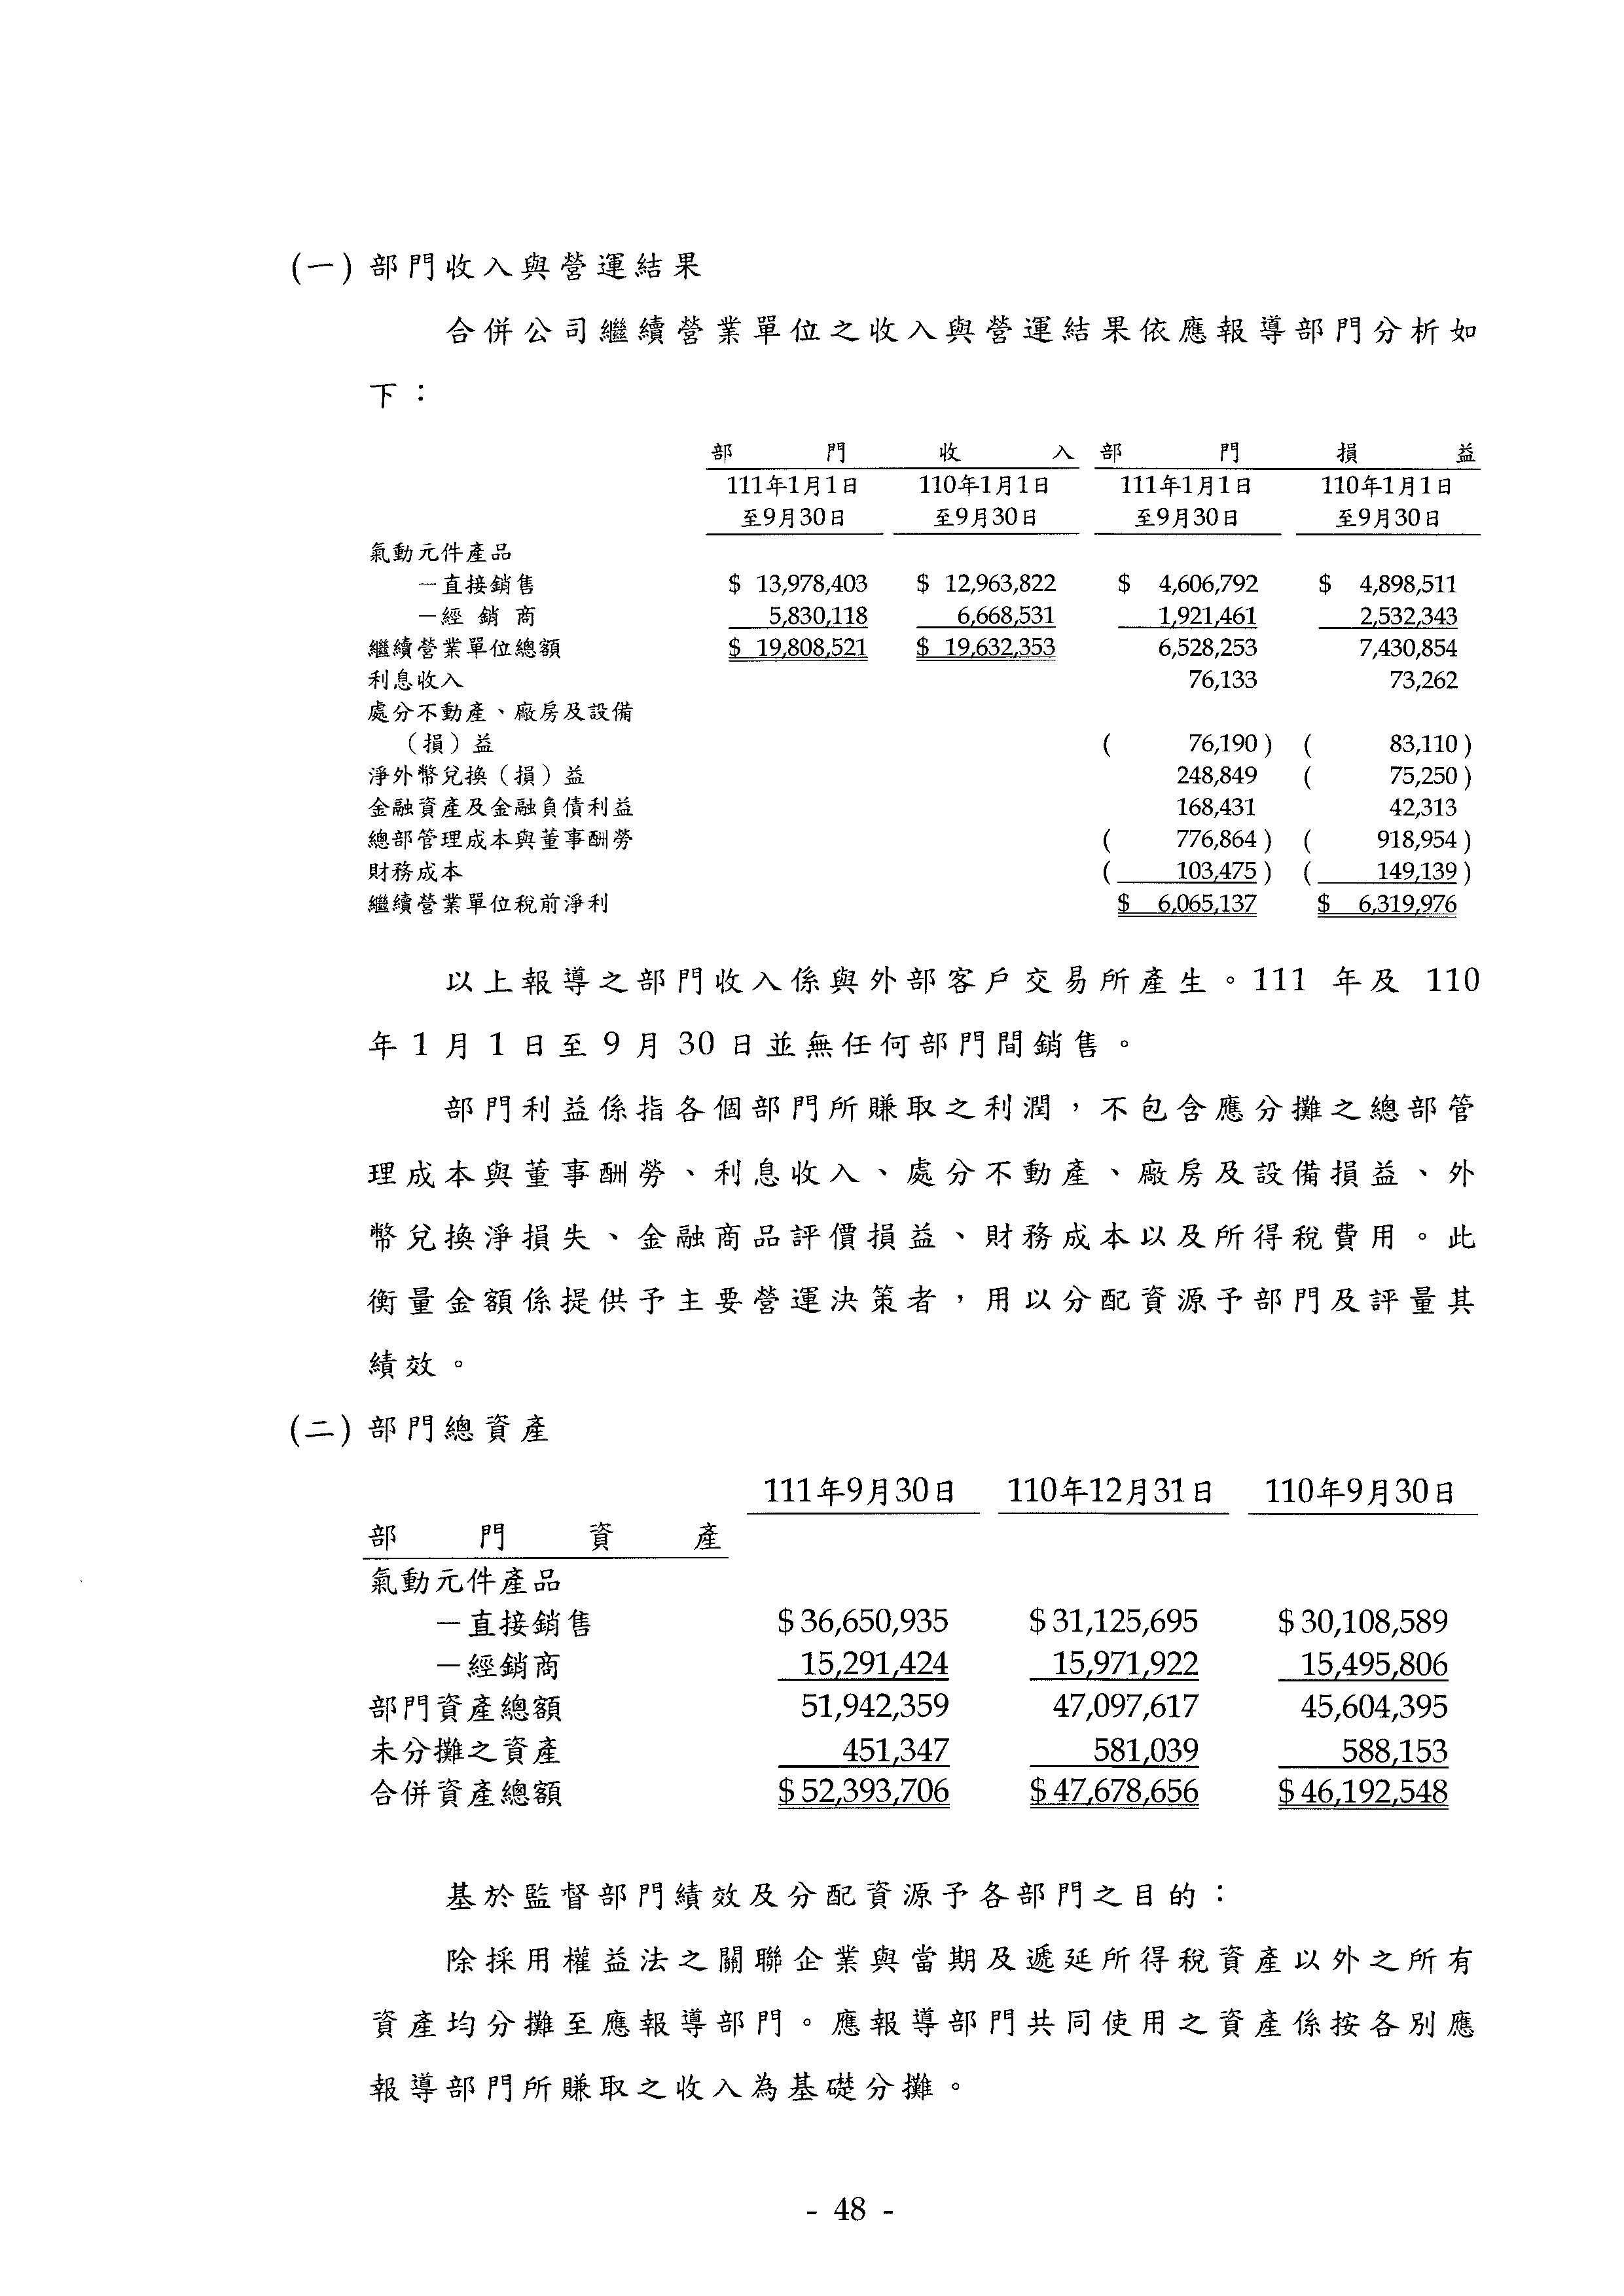 (一) 部門收入與營運結果
合併公司繼續營業單位之收入與營運結果依應報導部門分析如
下：
部門收入 部門損益
111年1月1日 110年1月1日 111年1月1日 110年1月1日
至9月30日 至9月30日 至9月30日 至9月30日
氣動元件產品
－直接銷售 $ 13,978,403 $ 12,963,822 $ 4,606,792 $ 4,898,511
－經 銷 商 5,830,118 6,668,531 1,921,461 2,532,343
繼續營業單位總額 $ 19,808,521 $ 19,632,353 6,528,253 7,430,854
利息收入 76,133 73,262
處分不動產、廠房及設備
（損）益 ( 76,190 ) ( 83,110 )
淨外幣兌換（損）益 248,849 ( 75,250 )
金融資產及金融負債利益 168,431 42,313
總部管理成本與董事酬勞 ( 776,864 ) ( 918,954 )
財務成本 ( 103,475 ) ( 149,139 )
繼續營業單位稅前淨利 $ 6,065,137 $ 6,319,976
以上報導之部門收入係與外部客戶交易所產生。111 年及 110
年 1 月 1 日至 9 月 30 日並無任何部門間銷售。
部門利益係指各個部門所賺取之利潤，不包含應分攤之總部管
理成本與董事酬勞、利息收入、處分不動產、廠房及設備損益、外
幣兌換淨損失、金融商品評價損益、財務成本以及所得稅費用。此
衡量金額係提供予主要營運決策者，用以分配資源予部門及評量其
績效。
(二) 部門總資產
111年9月30日 110年12月31日 110年9月30日
部門資產
氣動元件產品
－直接銷售 $ 36,650,935 $ 31,125,695 $ 30,108,589
－經銷商 15,291,424 15,971,922 15,495,806
部門資產總額 51,942,359 47,097,617 45,604,395
未分攤之資產 451,347 581,039 588,153
合併資產總額 $ 52,393,706 $ 47,678,656 $ 46,192,548
基於監督部門績效及分配資源予各部門之目的：
除採用權益法之關聯企業與當期及遞延所得稅資產以外之所有
資產均分攤至應報導部門。應報導部門共同使用之資產係按各別應
報導部門所賺取之收入為基礎分攤。
- 48 -